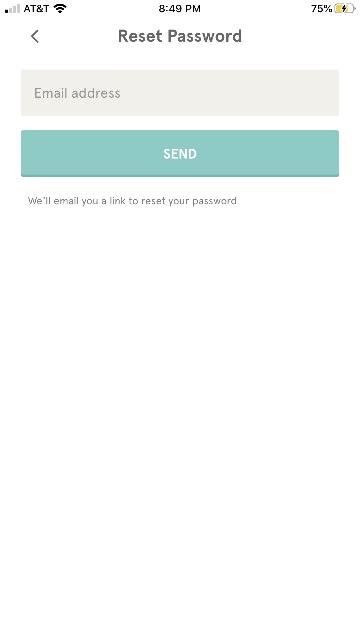 AT&T 8:49 PM 75%
Reset Password
Email address
SEND
We'll email you a link to reset your password